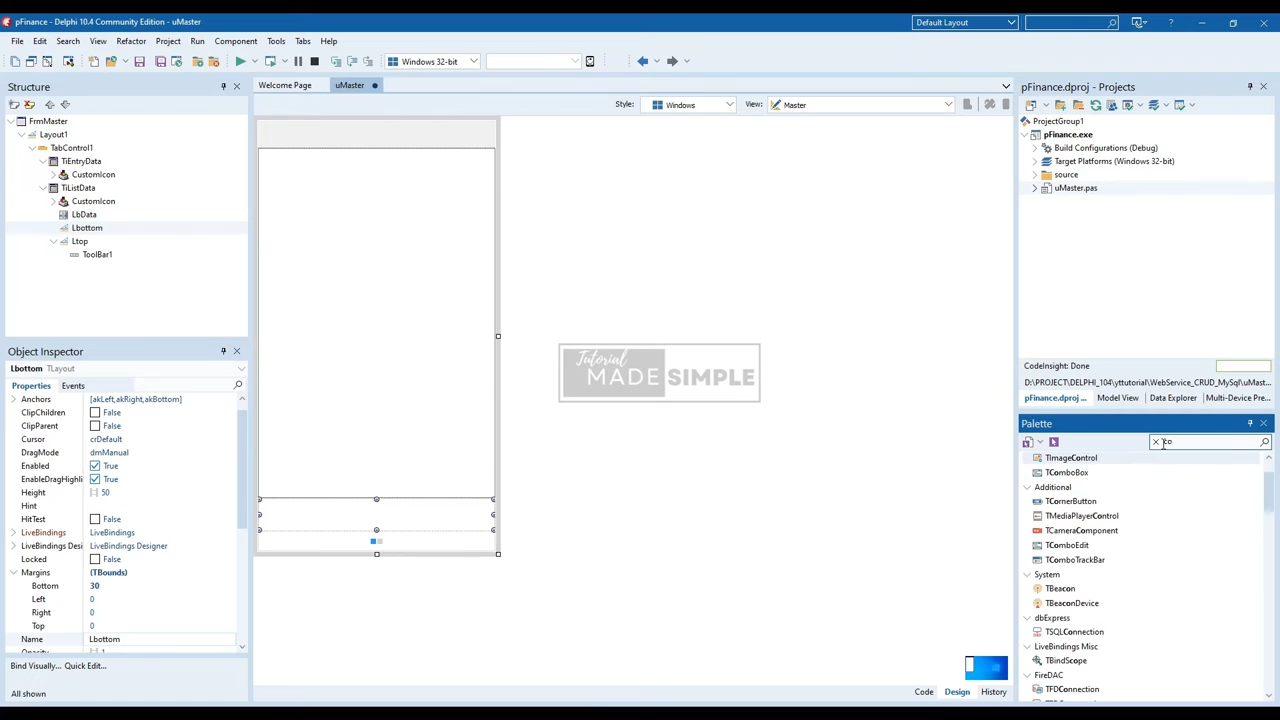 pFinance - Delphi 10.4 Community Edition - uMaster
Default Layout
File Edit Search View Refactor Project Run Component Tools Tabs Help
Windows 32-bit
Structure
FrmMaster
Layout1
TabControl1
TiEntryData
CustomIcon
TiListData
CustomIcon
LbData
Lbottom
Ltop
ToolBar1
Object Inspector
Lbottom TLayout
Properties Events
Anchors [akLeft,akRight,akBottom]
ClipChildren False
ClipParent False
Cursor crDefault
DragMode dmManual
Enabled True
EnableDragHighli True
Height 50
Hint
HitTest False
LiveBindings LiveBindings
LiveBindings Desi LiveBindings Designer
Locked False
Margins (TBounds)
Bottom 30
Left 0
Right 0
Top 0
Name Lbottom
Opacity 1
Bind Visually... Quick Edit...
All shown
Welcome Page uMaster
Style: Windows View: Master
Tutorial
MADE SIMPLE
Code Design History
pFinance.dproj - Projects
ProjectGroup1
pFinance.exe
Build Configurations (Debug)
Target Platforms (Windows 32-bit)
source
uMaster.pas
CodeInsight: Done
D:\PROJECT\DELPHI_104\yttutorial\WebService_CRUD_MySql\uMast...
pFinance.dproj ... Model View Data Explorer Multi-Device Pre...
Palette
co
TImageControl
TComboBox
Additional
TCornerButton
TMediaPlayerControl
TCameraComponent
TComboEdit
TComboTrackBar
System
TBeacon
TBeaconDevice
dbExpress
TSQLConnection
LiveBindings Misc
TBindScope
FireDAC
TFDConnection